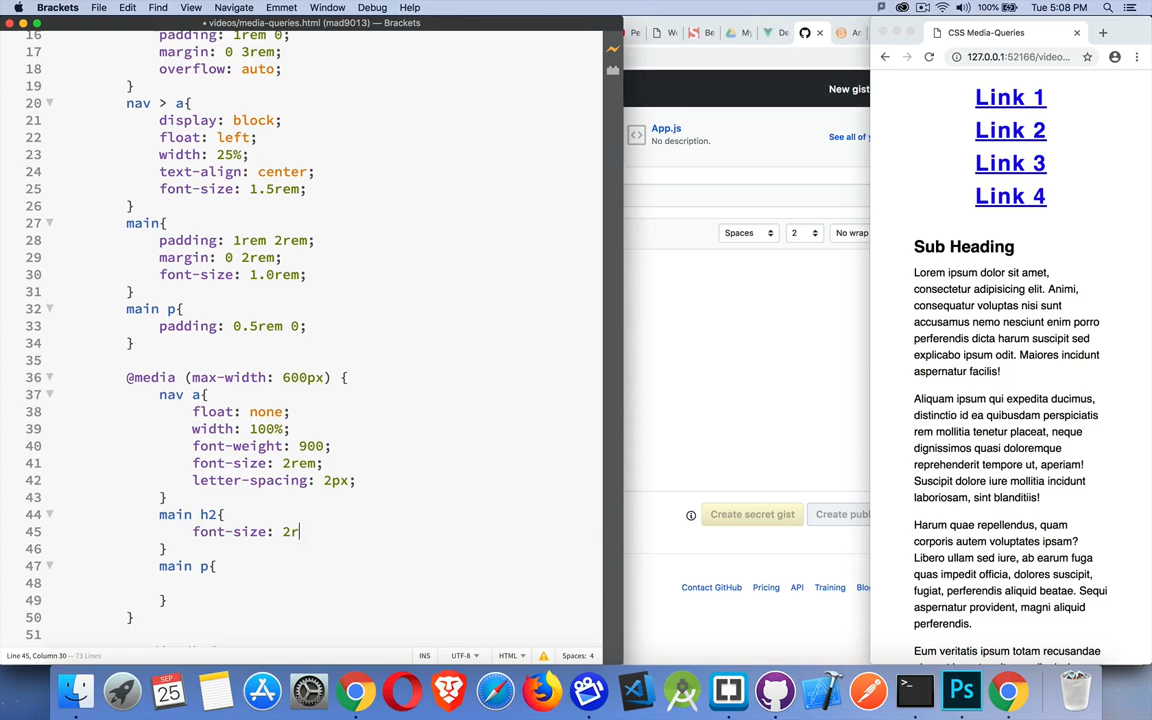 Brackets File Edit Find View Navigate Debug Window Help 100% Tue 5:08 PM
• videos/media-queries.html (mad9013) — Brackets
16 padding: 1rem 0;
17 margin: 0 3rem;
18 overflow: auto;
19 }
20 nav > a{
21 display: block;
22 float: left;
23 width: 25%;
24 text-align: center;
25 font-size: 1.5rem;
26 }
27 main{
28 padding: 1rem 2rem;
29 margin: 0 2rem;
30 font-size: 1.0rem;
31 }
32 main p{
33 padding: 0.5rem 0;
34 }
35
36 @media (max-width: 600px) {
37 nav a{
38 float: none;
39 width: 100%;
40 font-weight: 900;
41 font-size: 2rem;
42 letter-spacing: 2px;
43 }
44 main h2{
45 font-size: 2r
46 }
47 main p{
48
49 }
50 }
51
Line 45, Column 30 — 73 Lines INS UTF-8 HTML Spaces: 4
Pe We Be My De Ar
New gist
App.js
No description.
See all of y
Spaces 2 No wrap
Create secret gist Create publ
Contact GitHub Pricing API Training Blog
CSS Media-Queries
127.0.0.1:52166/video...
Link 1
Link 2
Link 3
Link 4
Sub Heading
Lorem ipsum dolor sit amet,
consectetur adipisicing elit. Animi,
consequatur voluptas nisi sunt
accusamus nemo nesciunt enim porro
perferendis dicta harum suscipit sed
explicabo ipsum odit. Maiores incidunt
aspernatur facilis!
Aliquam ipsum qui expedita ducimus,
distinctio id ea quibusdam perspiciatis
rem mollitia tenetur placeat, neque
dignissimos quasi doloremque
reprehenderit tempore ut, aperiam!
Suscipit dolore iure mollitia incidunt
laboriosam, sint blanditiis!
Harum quae repellendus, quam
corporis autem voluptates ipsam?
Libero ullam sed iure, ab earum fuga
quas impedit officia, dolores suscipit,
fugiat, perferendis aliquid beatae. Sequi
aspernatur provident, magni aliquid
perferendis.
Eum veritatis ipsum totam recusandae
SEP
25
Ps